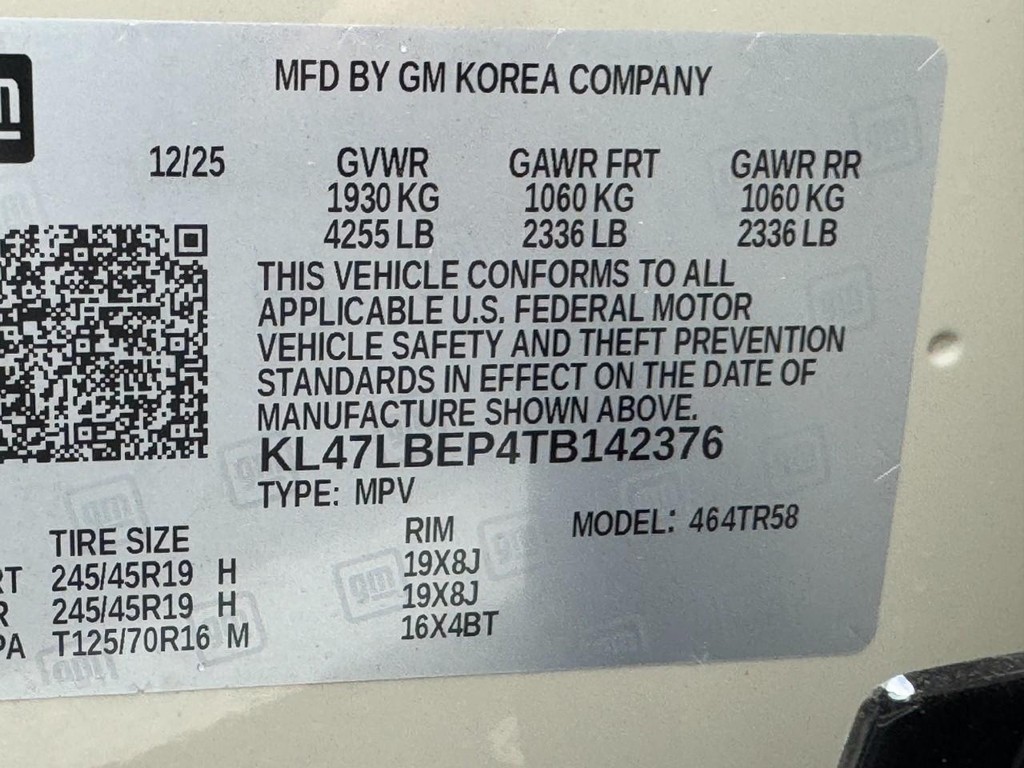 MFD BY GM KOREA COMPANY
12/25 GVWR GAWR FRT GAWR RR
1930 KG 1060 KG 1060 KG
4255 LB 2336 LB 2336 LB
THIS VEHICLE CONFORMS TO ALL
APPLICABLE U.S. FEDERAL MOTOR
VEHICLE SAFETY AND THEFT PREVENTION
STANDARDS IN EFFECT ON THE DATE OF
MANUFACTURE SHOWN ABOVE.
KL47LBEP4TB142376
TYPE: MPV
MODEL: 464TR58
TIRE SIZE RIM
245/45R19 H 19X8J
245/45R19 H 19X8J
T125/70R16 M 16X4BT